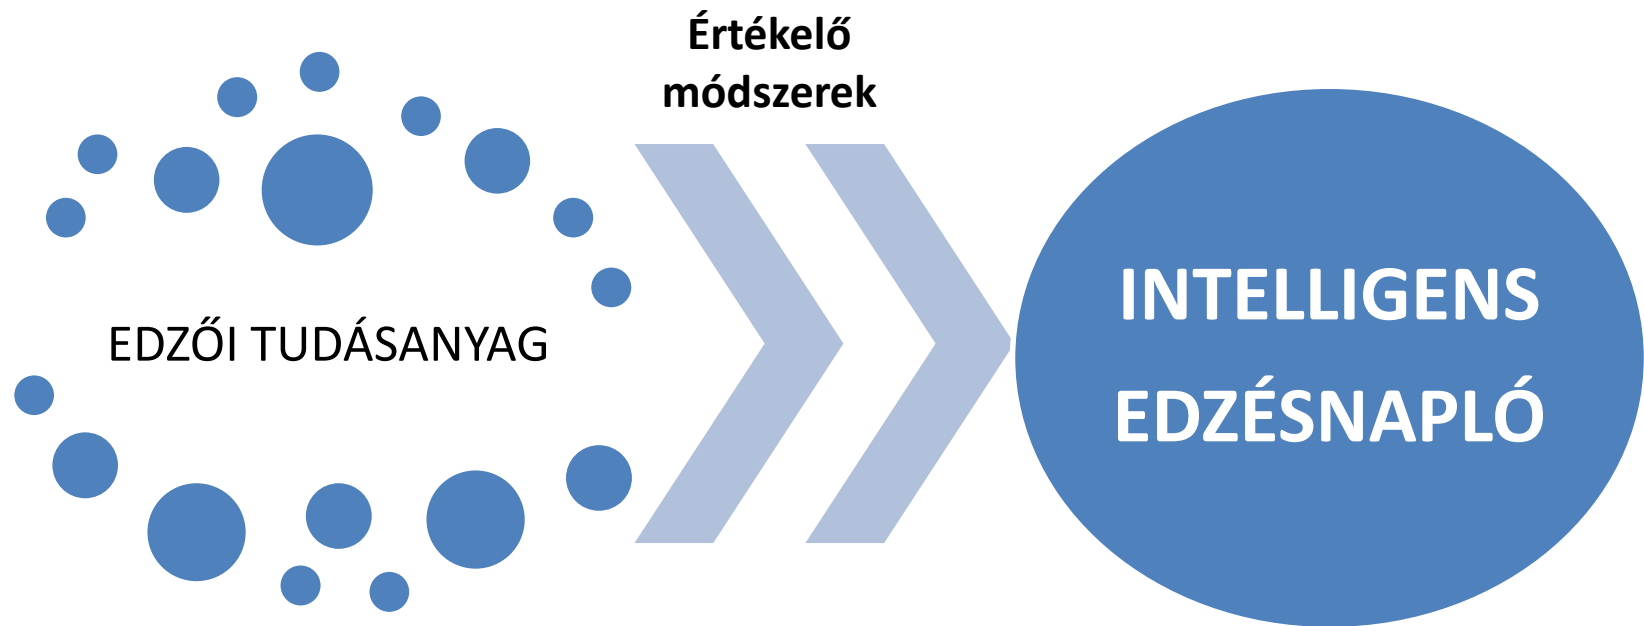 Értékelő
módszerek
EDZŐI TUDÁSANYAG
INTELLIGENS
EDZÉSNAPLÓ